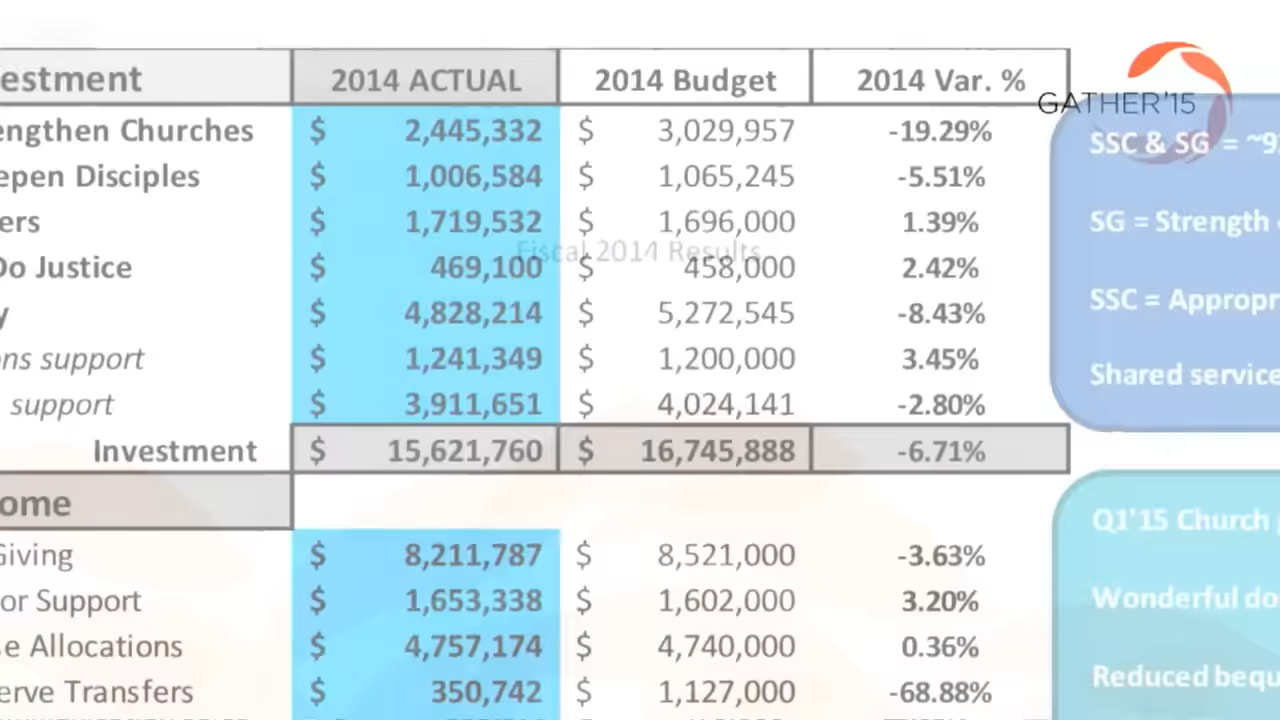 estment 2014 ACTUAL 2014 Budget 2014 Var. %
GATHER'15
engthen Churches $ 2,445,332 $ 3,029,957 -19.29%
SSC & SG = ~9
epen Disciples $ 1,006,584 $ 1,065,245 -5.51%
ers $ 1,719,532 $ 1,696,000 1.39%
SG = Strength
Fiscal 2014 Results
Do Justice $ 469,100 $ 458,000 2.42%
y $ 4,828,214 $ 5,272,545 -8.43%
SSC = Appropr
ons support $ 1,241,349 $ 1,200,000 3.45%
Shared service
support $ 3,911,651 $ 4,024,141 -2.80%
Investment $ 15,621,760 $ 16,745,888 -6.71%
ome
Q1'15 Church
Giving $ 8,211,787 $ 8,521,000 -3.63%
or Support $ 1,653,338 $ 1,602,000 3.20%
Wonderful do
e Allocations $ 4,757,174 $ 4,740,000 0.36%
Reduced bequ
erve Transfers $ 350,742 $ 1,127,000 -68.88%